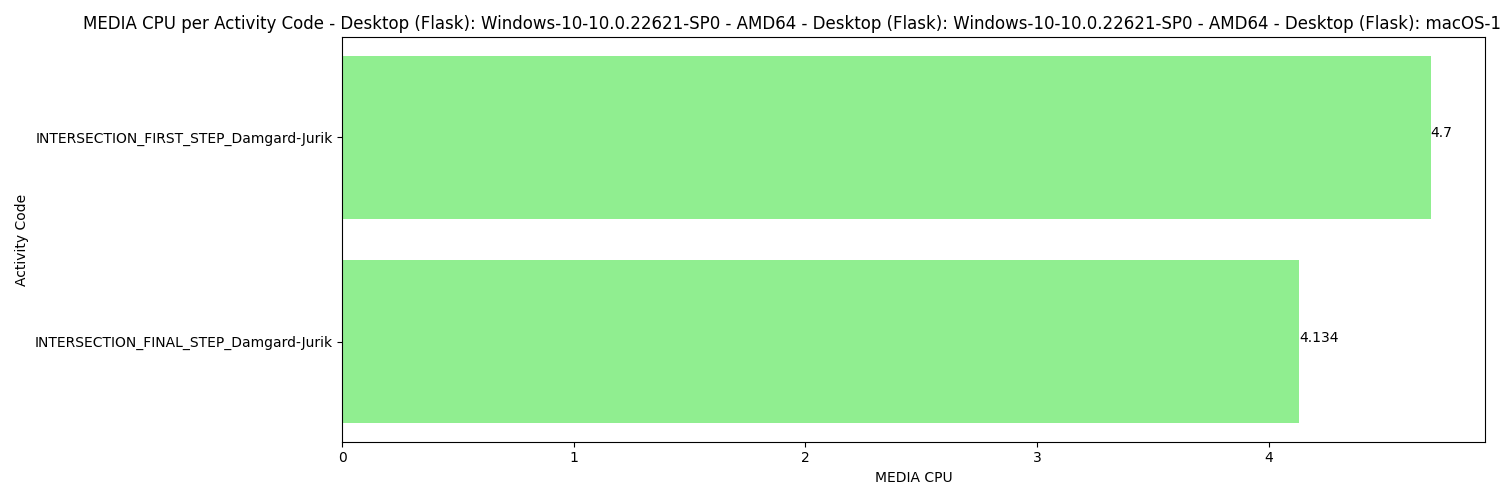 MEDIA CPU per Activity Code - Desktop (Flask): Windows-10-10.0.22621-SP0 - AMD64 - Desktop (Flask): Windows-10-10.0.22621-SP0 - AMD64 - Desktop (Flask): macOS-1
INTERSECTION_FIRST_STEP_Damgard-Jurik
4.7
Activity Code
INTERSECTION_FINAL_STEP_Damgard-Jurik
4.134
0 1 2 3 4
MEDIA CPU